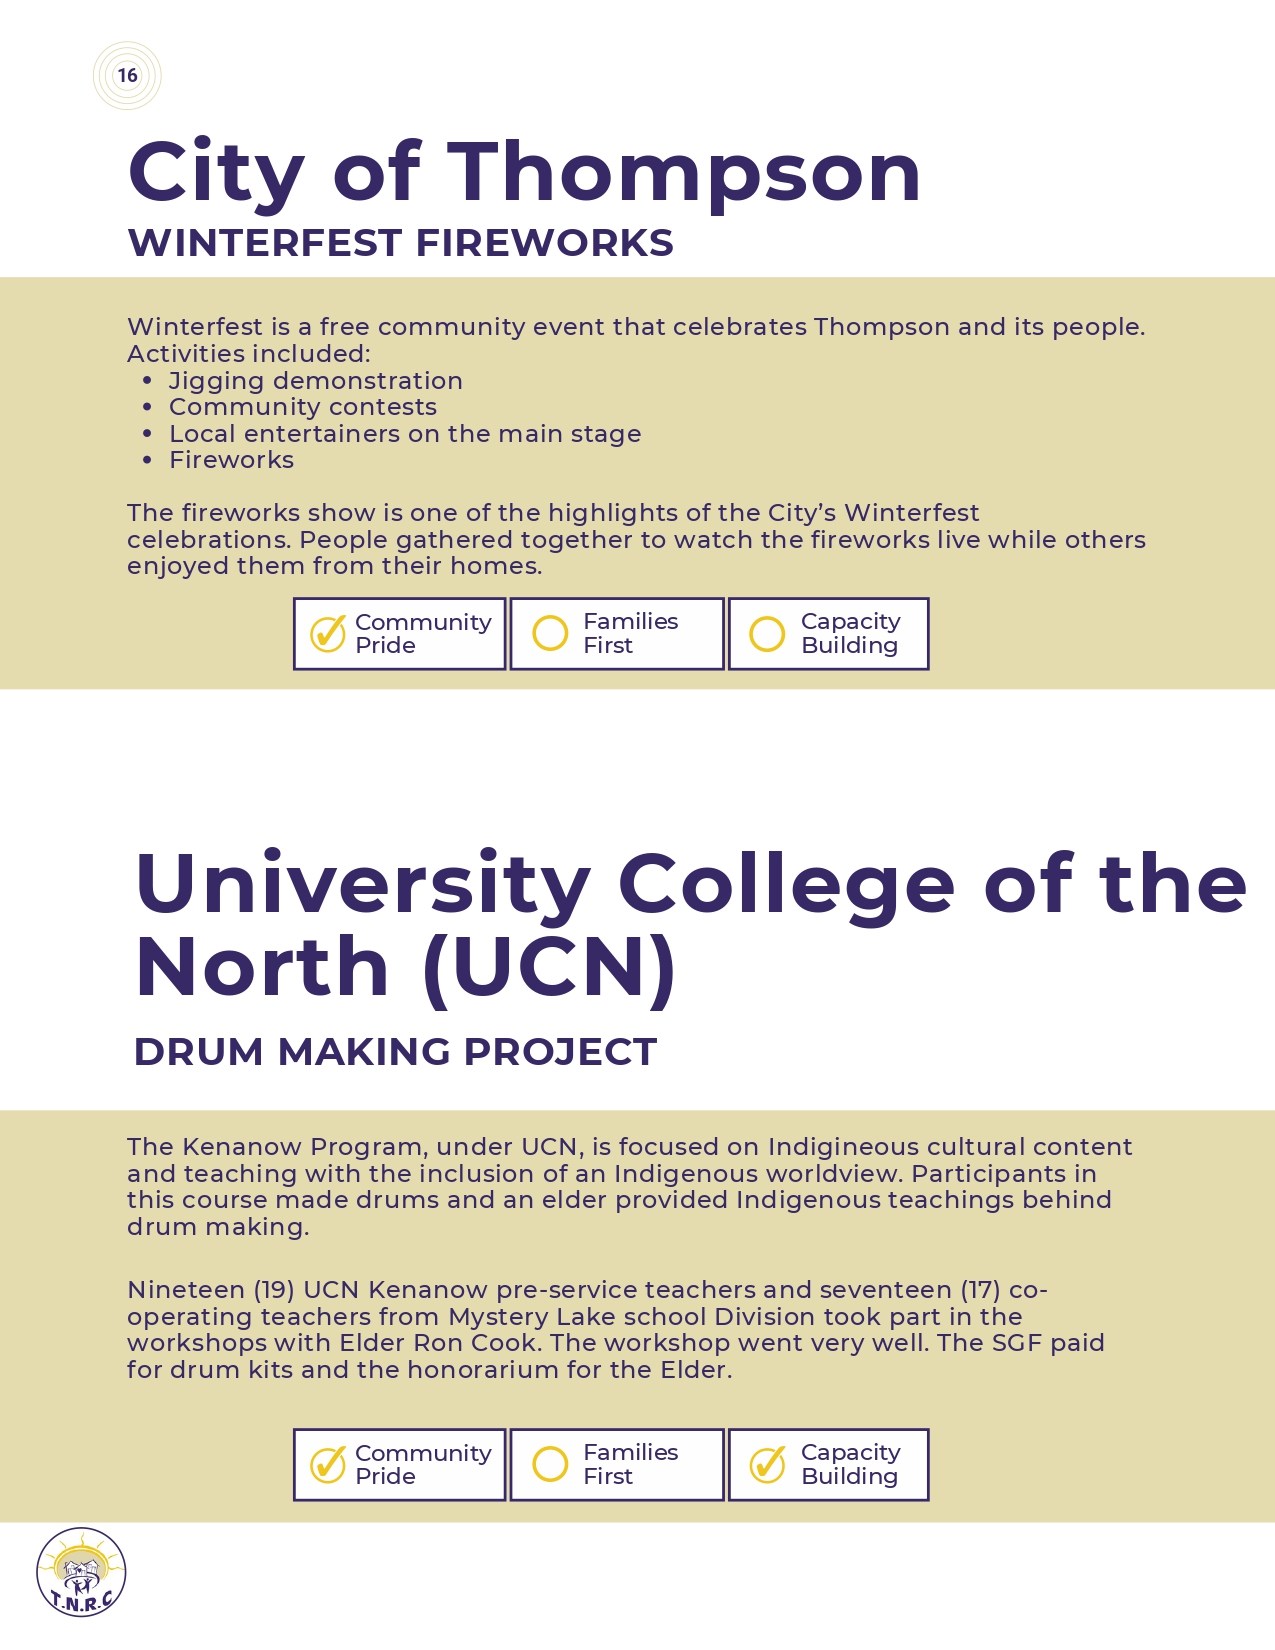 16
City of Thompson
WINTERFEST FIREWORKS
Winterfest is a free community event that celebrates Thompson and its people.
Activities included:
• Jigging demonstration
• Community contests
• Local entertainers on the main stage
• Fireworks
The fireworks show is one of the highlights of the City’s Winterfest
celebrations. People gathered together to watch the fireworks live while others
enjoyed them from their homes.
Community
Pride
Families
First
Capacity
Building
University College of the
North (UCN)
DRUM MAKING PROJECT
The Kenanow Program, under UCN, is focused on Indigineous cultural content
and teaching with the inclusion of an Indigenous worldview. Participants in
this course made drums and an elder provided Indigenous teachings behind
drum making.
Nineteen (19) UCN Kenanow pre-service teachers and seventeen (17) co-
operating teachers from Mystery Lake school Division took part in the
workshops with Elder Ron Cook. The workshop went very well. The SGF paid
for drum kits and the honorarium for the Elder.
Community
Pride
Families
First
Capacity
Building
T.N.R.C